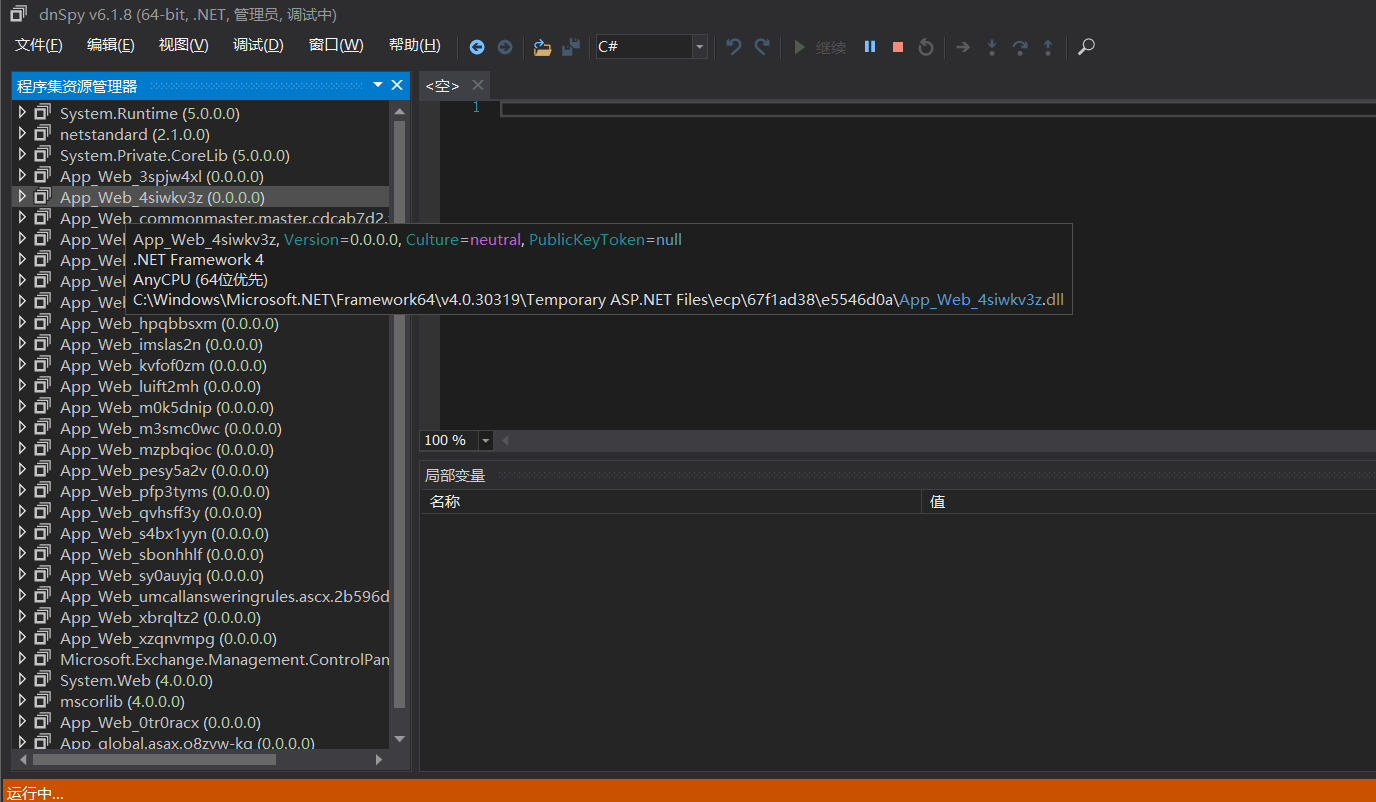 dnSpy v6.1.8 (64-bit, .NET, 管理员, 调试中)
文件(F) 编辑(E) 视图(V) 调试(D) 窗口(W) 帮助(H) C# 继续
程序集资源管理器
<空>
1
System.Runtime (5.0.0.0)
netstandard (2.1.0.0)
System.Private.CoreLib (5.0.0.0)
App_Web_3spjw4xl (0.0.0.0)
App_Web_4siwkv3z (0.0.0.0)
App_Web_commonmaster.master.cdcab7d2.
App_Wel
App_Wel
App_Wel
App_Wel
App_Web_4siwkv3z, Version=0.0.0.0, Culture=neutral, PublicKeyToken=null
.NET Framework 4
AnyCPU (64位优先)
C:\Windows\Microsoft.NET\Framework64\v4.0.30319\Temporary ASP.NET Files\ecp\67f1ad38\e5546d0a\App_Web_4siwkv3z.dll
App_Web_hpqbbsxm (0.0.0.0)
App_Web_imslas2n (0.0.0.0)
App_Web_kvfof0zm (0.0.0.0)
App_Web_luift2mh (0.0.0.0)
App_Web_m0k5dnip (0.0.0.0)
App_Web_m3smc0wc (0.0.0.0)
App_Web_mzpbqioc (0.0.0.0)
App_Web_pesy5a2v (0.0.0.0)
App_Web_pfp3tyms (0.0.0.0)
App_Web_qvhsff3y (0.0.0.0)
App_Web_s4bx1yyn (0.0.0.0)
App_Web_sbonhhlf (0.0.0.0)
App_Web_sy0auyjq (0.0.0.0)
App_Web_umcallansweringrules.ascx.2b596d
App_Web_xbrqltz2 (0.0.0.0)
App_Web_xzqnvmpg (0.0.0.0)
Microsoft.Exchange.Management.ControlPan
System.Web (4.0.0.0)
mscorlib (4.0.0.0)
App_Web_0tr0racx (0.0.0.0)
App_global.asax.o8zvw-kg (0.0.0.0)
100 %
局部变量
名称 值
运行中...